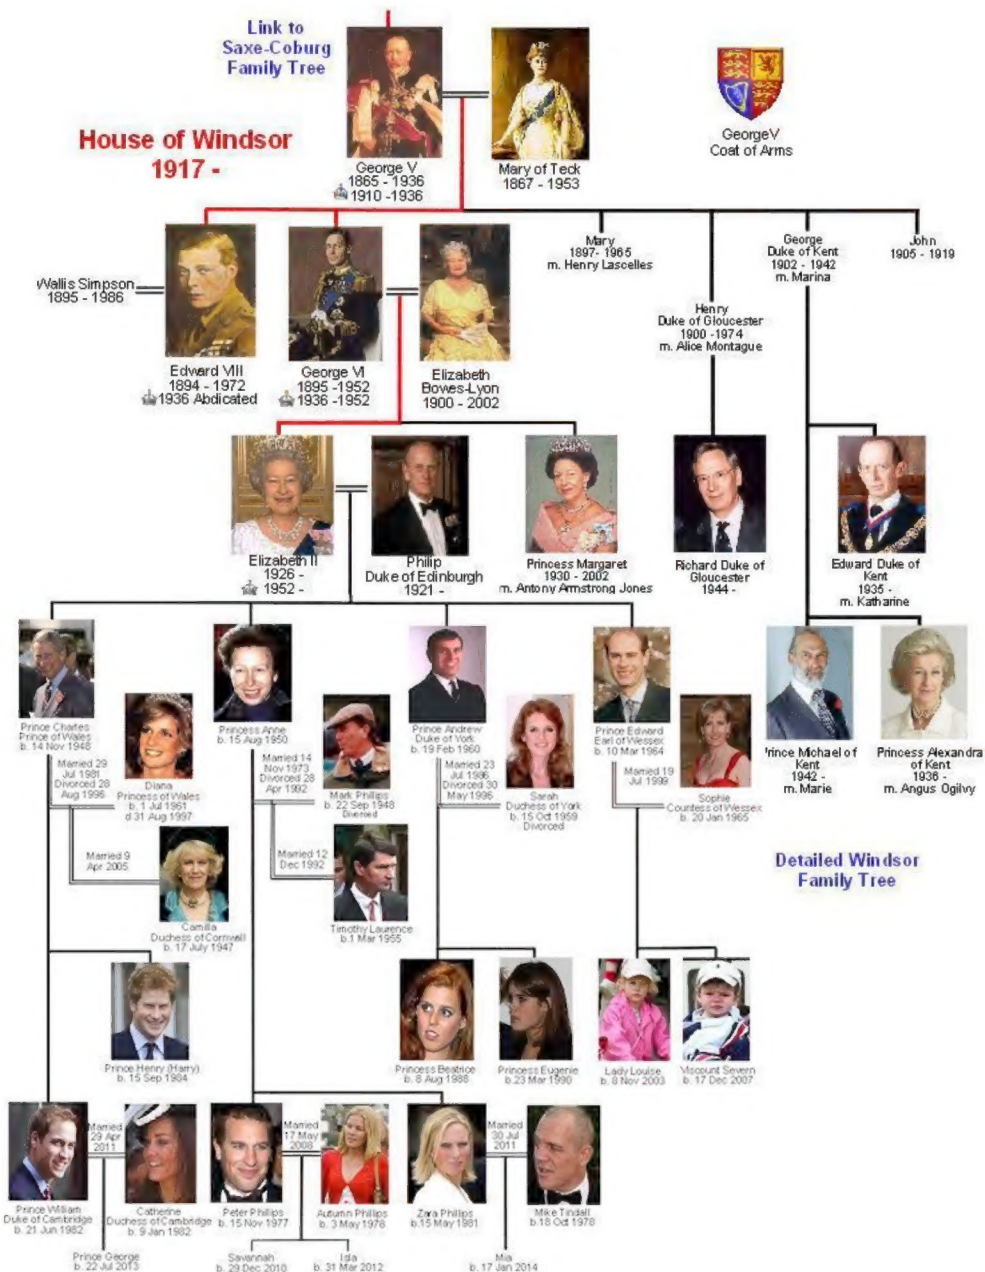 Link to
Saxe-Coburg
Family Tree
House of Windsor
1917 -
George V
1865 - 1936
1910 -1936
Mary of Teck
1867 - 1953
George V
Coat of Arms
Wallis Simpson
1895 - 1986
Edward VIII
1894 - 1972
1936 Abdicated
George VI
1895 -1952
1936 -1952
Elizabeth
Bowes-Lyon
1900 - 2002
Mary
1897- 1965
m. Henry Lascelles
Henry
Duke of Gloucester
1900 -1974
m. Alice Montague
George
Duke of Kent
1902 - 1942
m. Marina
John
1905 - 1919
Elizabeth II
1926 -
1952 -
Philip
Duke of Edinburgh
1921 -
Princess Margaret
1930 - 2002
m. Antony Armstrong Jones
Richard Duke of
Gloucester
1944 -
Edward Duke of
Kent
1935 -
m. Katharine
Prince Charles
Prince of Wales
b. 14 Nov 1948
Married 29
Jul 1981
Divorced 28
Aug 1996
Diana
Princess of Wales
b. 1 Jul 1961
d 31 Aug 1997
Princess Anne
b. 15 Aug 1950
Married 14
Nov 1973
Divorced 28
Apr 1992
Mark Phillips
b. 22 Sep 1948
Divorced
Prince Andrew
Duke of York
b. 19 Feb 1960
Married 23
Jul 1986
Divorced 30
May 1996
Sarah
Duchess of York
b. 15 Oct 1959
Divorced
Prince Edward
Earl of Wessex
b. 10 Mar 1964
Married 19
Jul 1999
Sophie
Countess of Wessex
b. 20 Jan 1965
Prince Michael of
Kent
1942 -
m. Marie
Princess Alexandra
of Kent
1936 -
m. Angus Ogilvy
Married 9
Apr 2005
Camilla
Duchess of Cornwell
b. 17 July 1947
Married 12
Dec 1992
Timothy Laurence
b.1 Mar 1955
Detailed Windsor
Family Tree
Prince Henry (Harry)
b. 15 Sep 1984
Princess Beatrice
b. 8 Aug 1988
Princess Eugenie
b.23 Mar 1990
Lady Louise
b. 8 Nov 2003
Viscount Severn
b. 17 Dec 2007
Prince William
Duke of Cambridge
b. 21 Jun 1982
Married
29 Apr
2011
Catherine
Duchess of Cambridge
b. 9 Jan 1982
Peter Phillips
b. 15 Nov 1977
Married
17 May
2008
Autumn Phillips
b. 3 May 1978
Zara Phillips
b.15 May 1981
Married
30 Jul
2011
Mike Tindall
b.18 Oct 1978
Prince George
b. 22 Jul 2013
Savannah
b. 29 Dec 2010
Isla
b. 31 Mar 2012
Mia
b. 17 Jan 2014